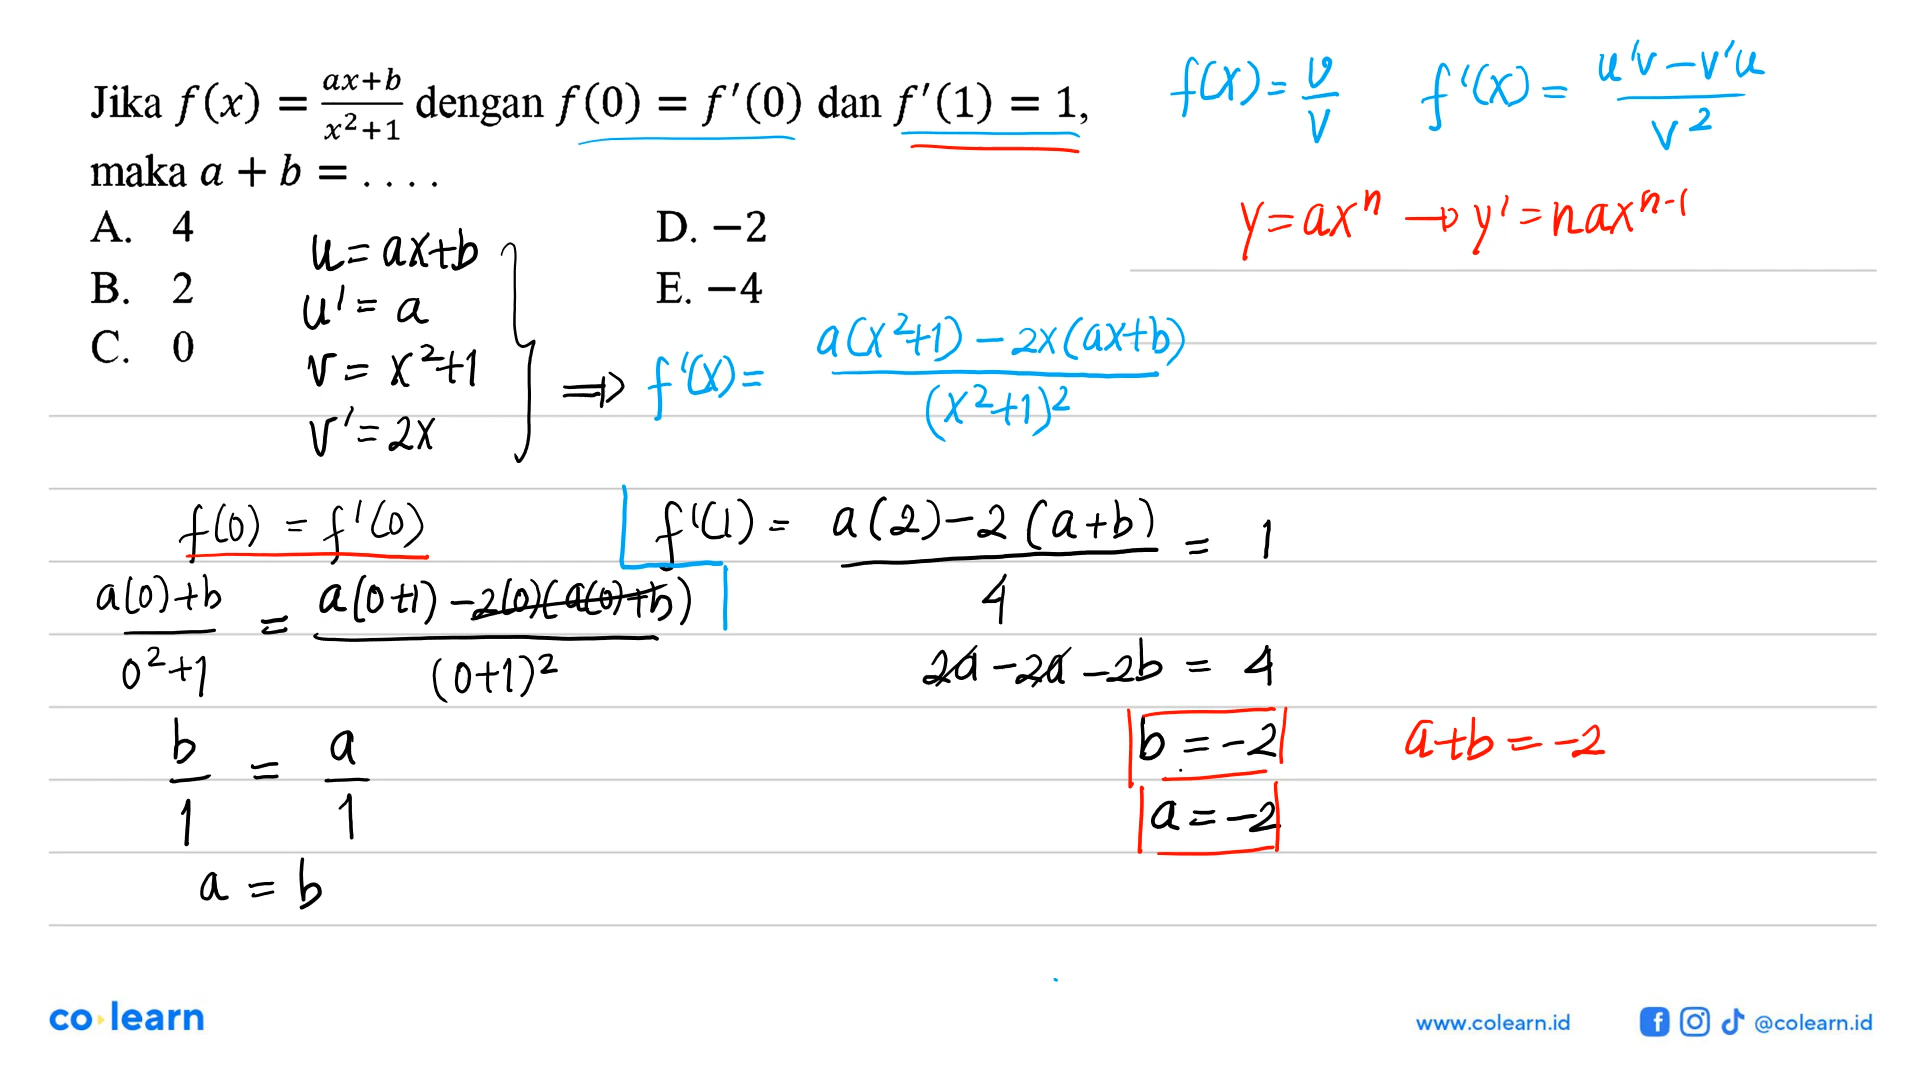 Jika f(x) = (ax+b)/(x²+1) dengan f(0) = f'(0) dan f'(1) = 1,
maka a + b = . . . .
A. 4
B. 2
C. 0
D. −2
E. −4
f(x) = v/v
f'(x) = (u'v − v'u)/v²
y = axⁿ → y' = naxⁿ⁻¹
u = ax+b
u' = a
v = x²+1
v' = 2x
⇒ f'(x) = (a(x²+1) − 2x(ax+b))/(x²+1)²
f(0) = f'(0)
(a(0)+b)/(0²+1) = (a(0+1) − 2(0)(a(0)+b))/(0+1)²
b/1 = a/1
a = b
f'(1) = (a(2) − 2(a+b))/4 = 1
2a − 2a − 2b = 4
b = −2
a = −2
a+b = −2
co learn
www.colearn.id
@colearn.id